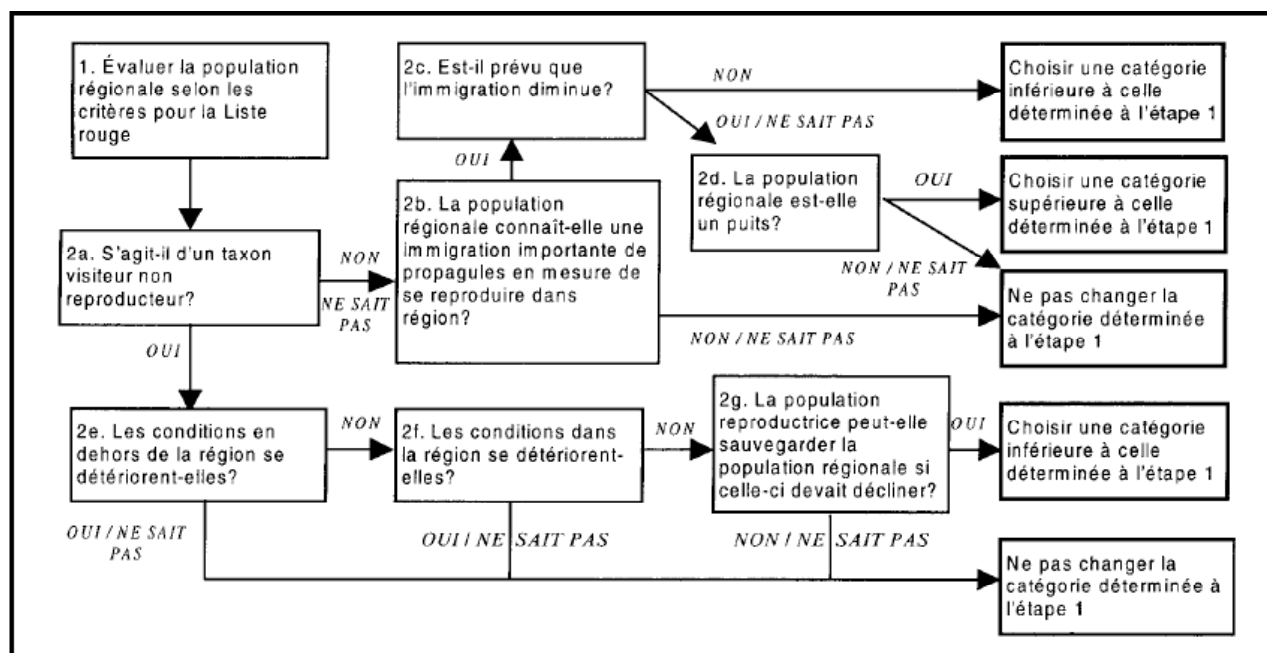 1. Évaluer la population
régionale selon les
critères pour la Liste
rouge
2c. Est-il prévu que
l'immigration diminue?
NON
Choisir une catégorie
inférieure à celle
déterminée à l'étape 1
OUI / NE SAIT PAS
OUI
2d. La population
régionale est-elle
un puits?
OUI
Choisir une catégorie
supérieure à celle
déterminée à l'étape 1
2a. S'agit-il d'un taxon
visiteur non
reproducteur?
NON
NE SAIT
PAS
2b. La population
régionale connaît-elle une
immigration importante de
propagules en mesure de
se reproduire dans
région?
NON / NE SAIT
PAS
NON / NE SAIT PAS
Ne pas changer la
catégorie déterminée
à l'étape 1
OUI
2e. Les conditions en
dehors de la région se
détériorent-elles?
NON
2f. Les conditions dans
la région se détériorent-
elles?
NON
2g. La population
reproductrice peut-elle
sauvegarder la
population régionale si
celle-ci devait décliner?
OUI
Choisir une catégorie
inférieure à celle
déterminée à l'étape 1
OUI / NE SAIT
PAS
OUI / NE SAIT PAS
NON / NE SAIT PAS
Ne pas changer la
catégorie déterminée à
l'étape 1